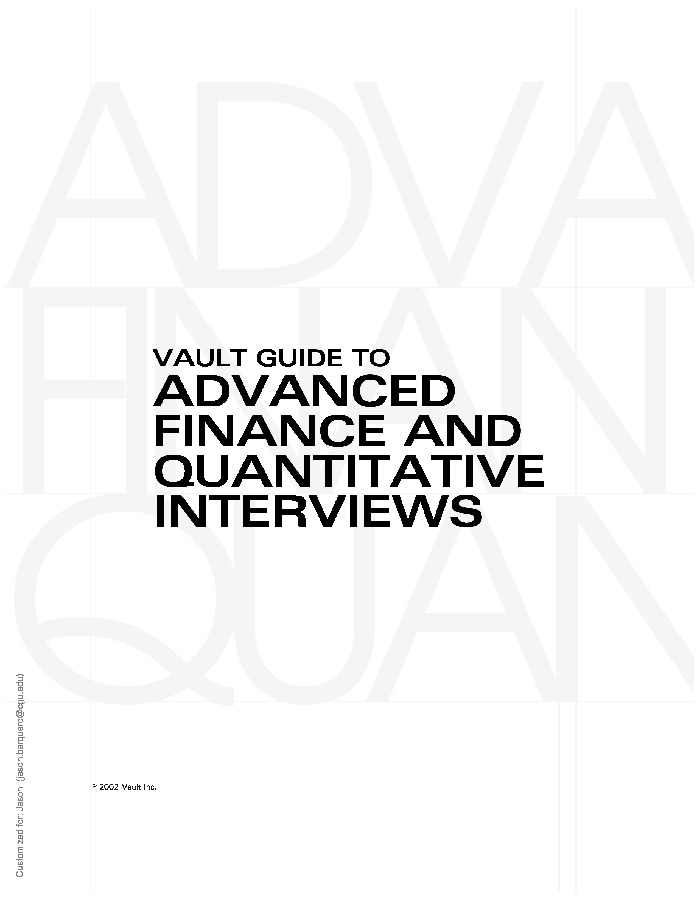 ADVA
FINAN
QUAN
VAULT GUIDE TO
ADVANCED
FINANCE AND
QUANTITATIVE
INTERVIEWS
© 2002 Vault Inc.
Customized for: Jason (jason.barquero@cgu.edu)